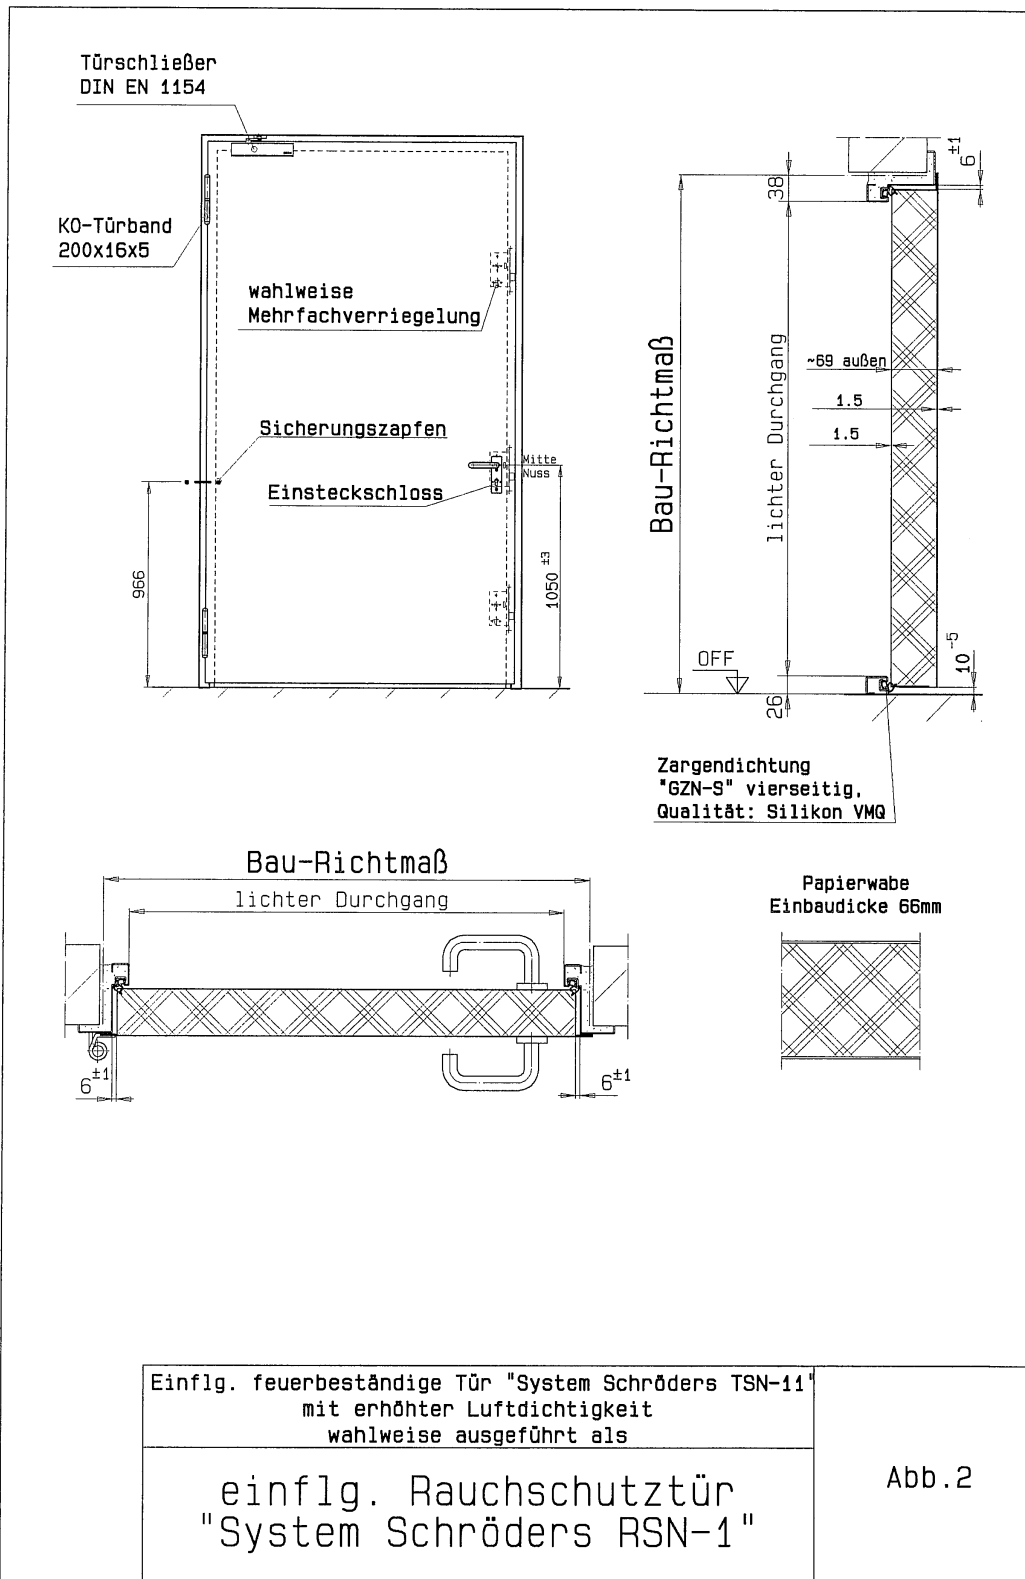 Türschließer
DIN EN 1154
KO-Türband
200x16x5
wahlweise
Mehrfachverriegelung
Sicherungszapfen
Einsteckschloss
Mitte
Nuss
966
1050 ±3
38
6 ±1
Bau-Richtmaß
lichter Durchgang
~69 außen
1.5
1.5
OFF
26
10 -5
Zargendichtung
"GZN-S" vierseitig,
Qualität: Silikon VMQ
Bau-Richtmaß
lichter Durchgang
6 ±1
6 ±1
Papierwabe
Einbaudicke 66mm
Einflg. feuerbeständige Tür "System Schröders TSN-11"
mit erhöhter Luftdichtigkeit
wahlweise ausgeführt als
einflg. Rauchschutztür
"System Schröders RSN-1"
Abb.2